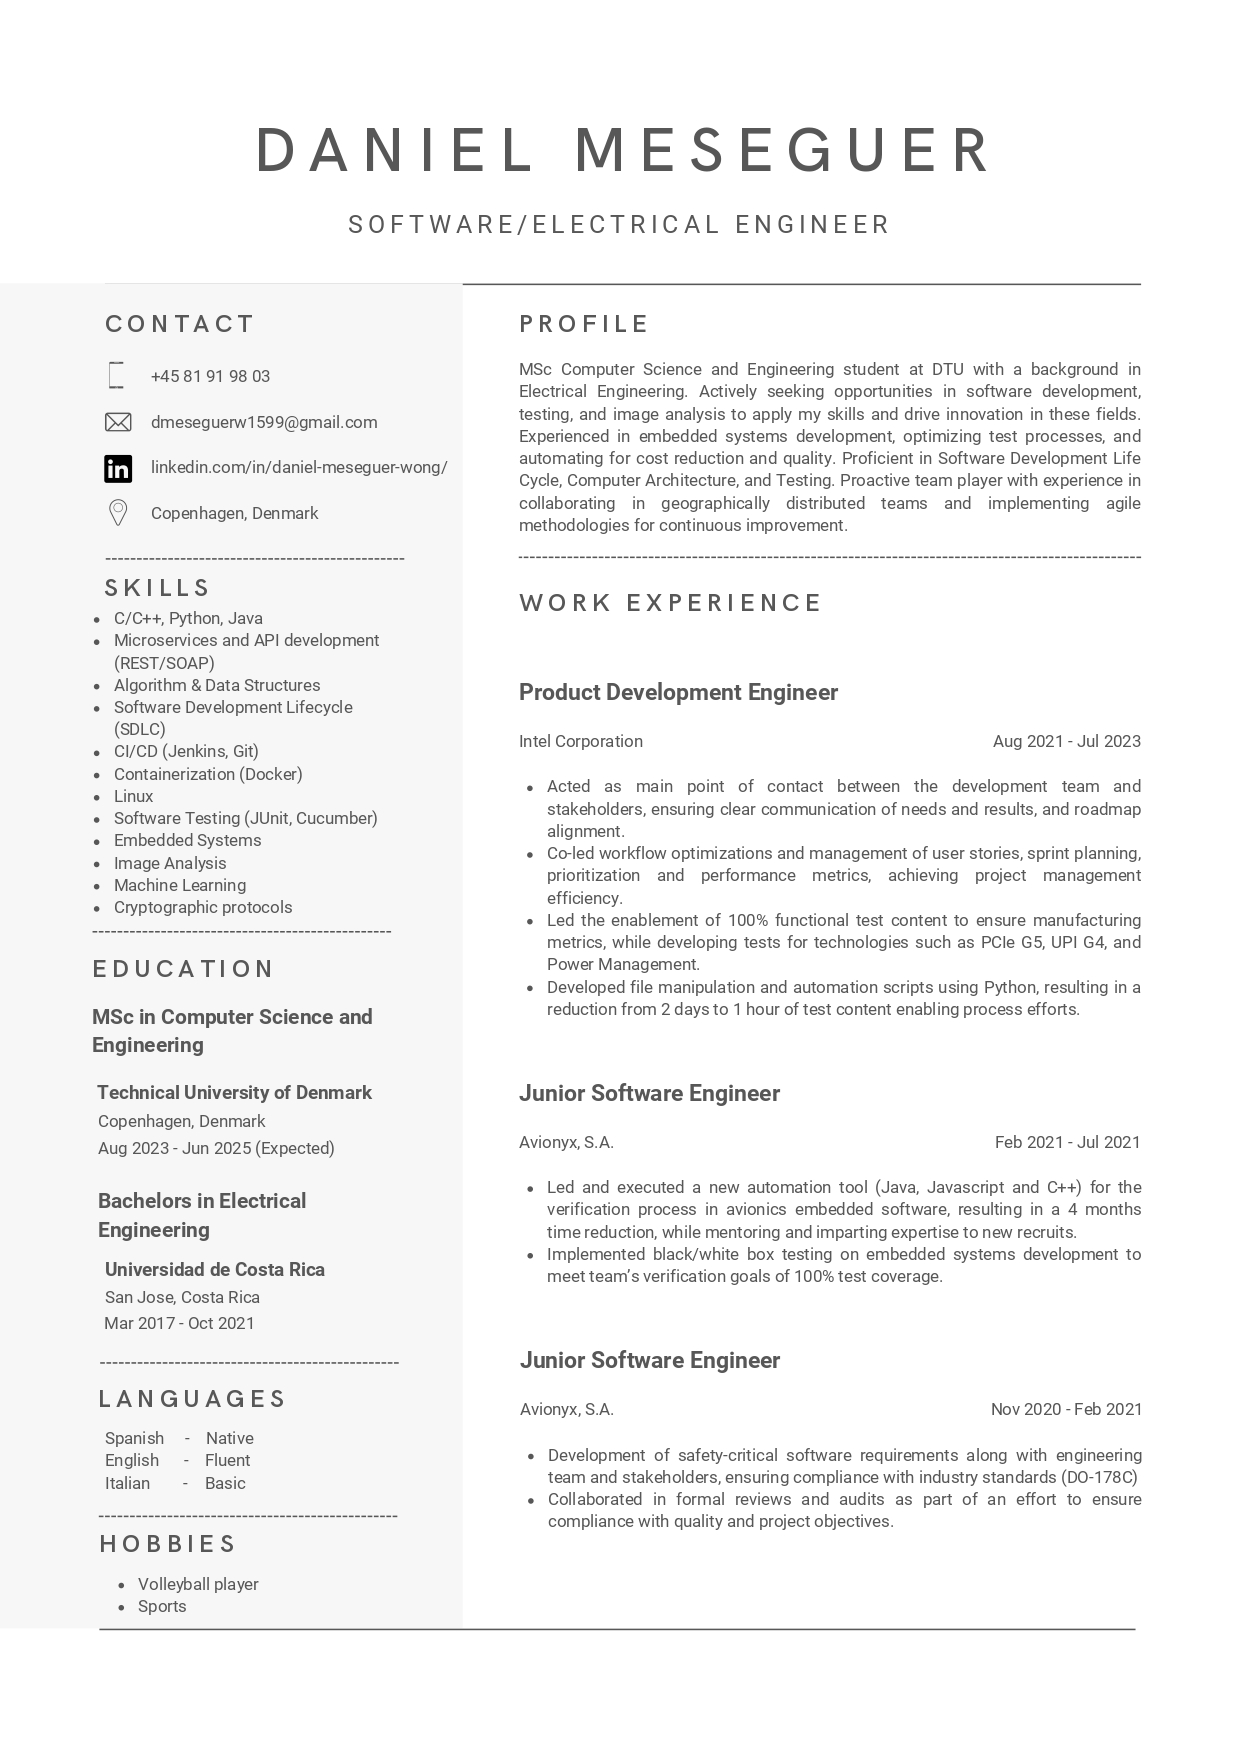 DANIEL MESEGUER
SOFTWARE/ELECTRICAL ENGINEER
CONTACT
+45 81 91 98 03
dmeseguerw1599@gmail.com
in linkedin.com/in/daniel-meseguer-wong/
Copenhagen, Denmark
------------------------------------------------
SKILLS
• C/C++, Python, Java
• Microservices and API development
(REST/SOAP)
• Algorithm & Data Structures
• Software Development Lifecycle
(SDLC)
• CI/CD (Jenkins, Git)
• Containerization (Docker)
• Linux
• Software Testing (JUnit, Cucumber)
• Embedded Systems
• Image Analysis
• Machine Learning
• Cryptographic protocols
------------------------------------------------
EDUCATION
MSc in Computer Science and
Engineering
Technical University of Denmark
Copenhagen, Denmark
Aug 2023 - Jun 2025 (Expected)
Bachelors in Electrical
Engineering
Universidad de Costa Rica
San Jose, Costa Rica
Mar 2017 - Oct 2021
------------------------------------------------
LANGUAGES
Spanish - Native
English - Fluent
Italian - Basic
------------------------------------------------
HOBBIES
• Volleyball player
• Sports
PROFILE
MSc Computer Science and Engineering student at DTU with a background in
Electrical Engineering. Actively seeking opportunities in software development,
testing, and image analysis to apply my skills and drive innovation in these fields.
Experienced in embedded systems development, optimizing test processes, and
automating for cost reduction and quality. Proficient in Software Development Life
Cycle, Computer Architecture, and Testing. Proactive team player with experience in
collaborating in geographically distributed teams and implementing agile
methodologies for continuous improvement.
----------------------------------------------------------------------------------------------------
WORK EXPERIENCE
Product Development Engineer
Intel Corporation Aug 2021 - Jul 2023
• Acted as main point of contact between the development team and
stakeholders, ensuring clear communication of needs and results, and roadmap
alignment.
• Co-led workflow optimizations and management of user stories, sprint planning,
prioritization and performance metrics, achieving project management
efficiency.
• Led the enablement of 100% functional test content to ensure manufacturing
metrics, while developing tests for technologies such as PCIe G5, UPI G4, and
Power Management.
• Developed file manipulation and automation scripts using Python, resulting in a
reduction from 2 days to 1 hour of test content enabling process efforts.
Junior Software Engineer
Avionyx, S.A. Feb 2021 - Jul 2021
• Led and executed a new automation tool (Java, Javascript and C++) for the
verification process in avionics embedded software, resulting in a 4 months
time reduction, while mentoring and imparting expertise to new recruits.
• Implemented black/white box testing on embedded systems development to
meet team’s verification goals of 100% test coverage.
Junior Software Engineer
Avionyx, S.A. Nov 2020 - Feb 2021
• Development of safety-critical software requirements along with engineering
team and stakeholders, ensuring compliance with industry standards (DO-178C)
• Collaborated in formal reviews and audits as part of an effort to ensure
compliance with quality and project objectives.